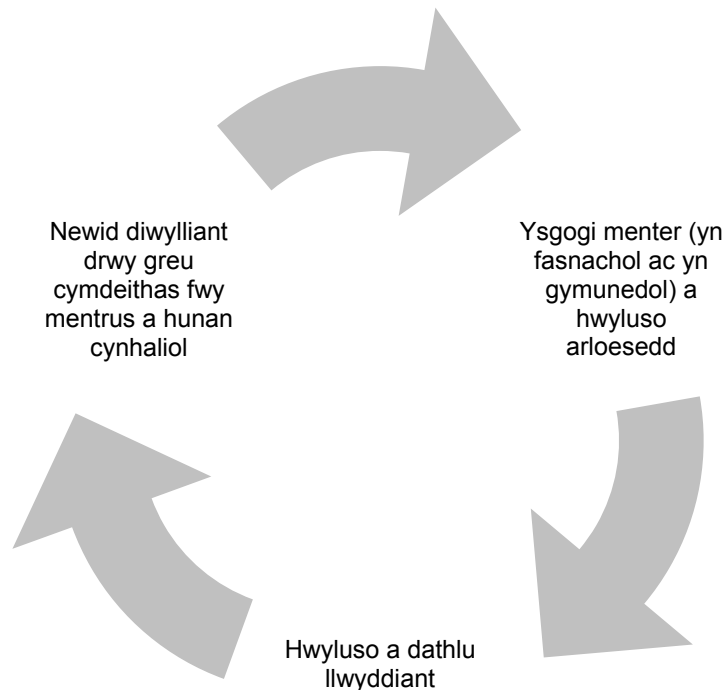 Newid diwylliant
drwy greu
cymdeithas fwy
mentrus a hunan
cynhaliol
Ysgogi menter (yn
fasnachol ac yn
gymunedol) a
hwyluso
arloesedd
Hwyluso a dathlu
llwyddiant